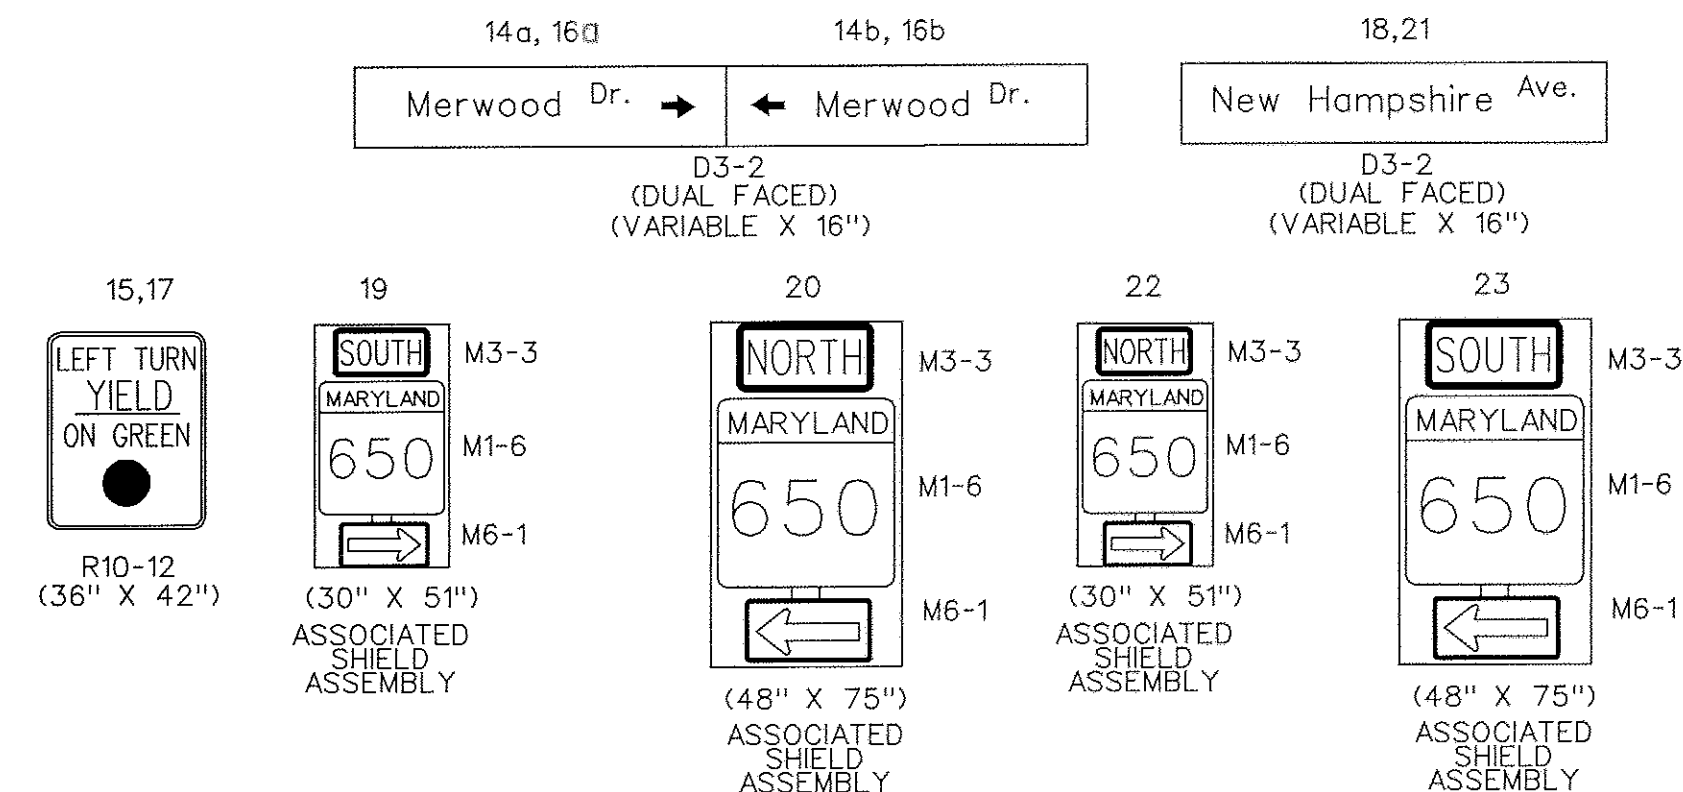 14a, 16a
14b, 16b
18,21
Merwood Dr.
Merwood Dr.
New Hampshire Ave.
D3-2
(DUAL FACED)
(VARIABLE X 16")
D3-2
(DUAL FACED)
(VARIABLE X 16")
15,17
LEFT TURN
YIELD
ON GREEN
R10-12
(36" X 42")
19
SOUTH
M3-3
MARYLAND
650
M1-6
M6-1
(30" X 51")
ASSOCIATED
SHIELD
ASSEMBLY
20
NORTH
M3-3
MARYLAND
650
M1-6
M6-1
(48" X 75")
ASSOCIATED
SHIELD
ASSEMBLY
22
NORTH
M3-3
MARYLAND
650
M1-6
M6-1
(30" X 51")
ASSOCIATED
SHIELD
ASSEMBLY
23
SOUTH
M3-3
MARYLAND
650
M1-6
M6-1
(48" X 75")
ASSOCIATED
SHIELD
ASSEMBLY